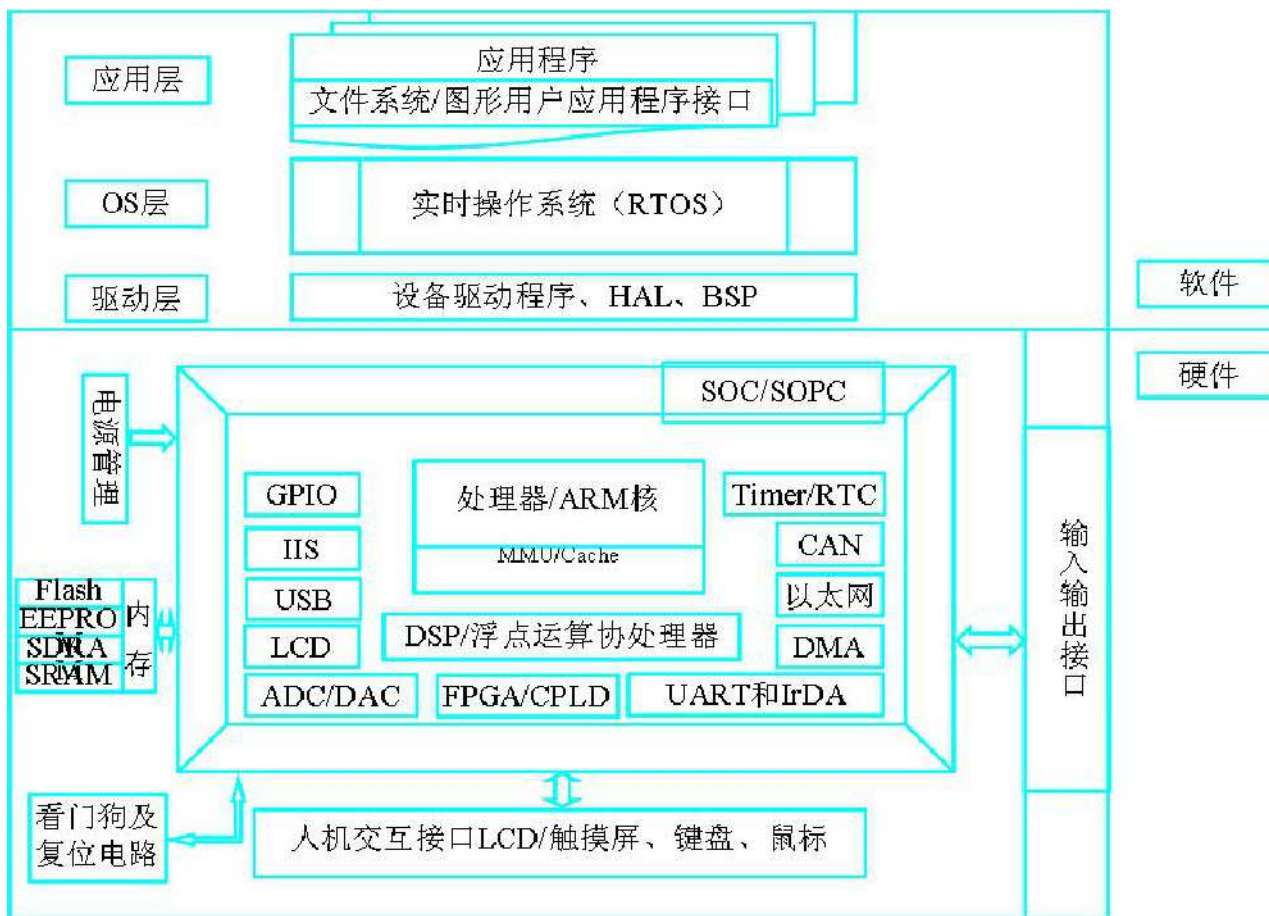 应用层
应用程序
文件系统/图形用户应用程序接口
OS层
实时操作系统（RTOS）
驱动层
设备驱动程序、HAL、BSP
软件
硬件
电源管理
SOC/SOPC
GPIO
处理器/ARM核
Timer/RTC
IIS
MMU/Cache
CAN
USB
以太网
LCD
DSP/浮点运算协处理器
DMA
ADC/DAC
FPGA/CPLD
UART和IrDA
Flash
EEPROM
SDRAM
SRAM
内存
输入输出接口
看门狗及
复位电路
人机交互接口LCD/触摸屏、键盘、鼠标